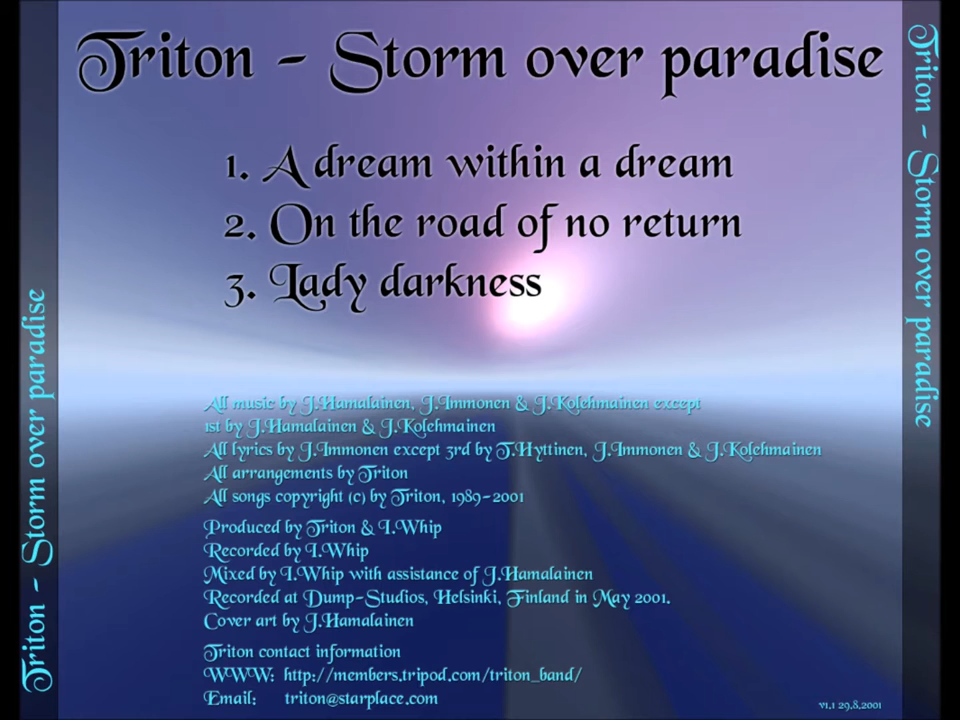 Triton - Storm over paradise
1. A dream within a dream
2. On the road of no return
3. Lady darkness
All music by J.Hamalainen, J.Immonen & J.Kolehmainen except
1st by J.Hamalainen & J.Kolehmainen
All lyrics by J.Immonen except 3rd by T.Hyttinen, J.Immonen & J.Kolehmainen
All arrangements by Triton
All songs copyright (c) by Triton, 1989-2001
Produced by Triton & I.Whip
Recorded by I.Whip
Mixed by I.Whip with assistance of J.Hamalainen
Recorded at Dump-Studios, Helsinki, Finland in May 2001.
Cover art by J.Hamalainen
Triton contact information
WWW: http://members.tripod.com/triton_band/
Email: triton@starplace.com
v1.1 29.8.2001
Triton - Storm over paradise
Triton - Storm over paradise